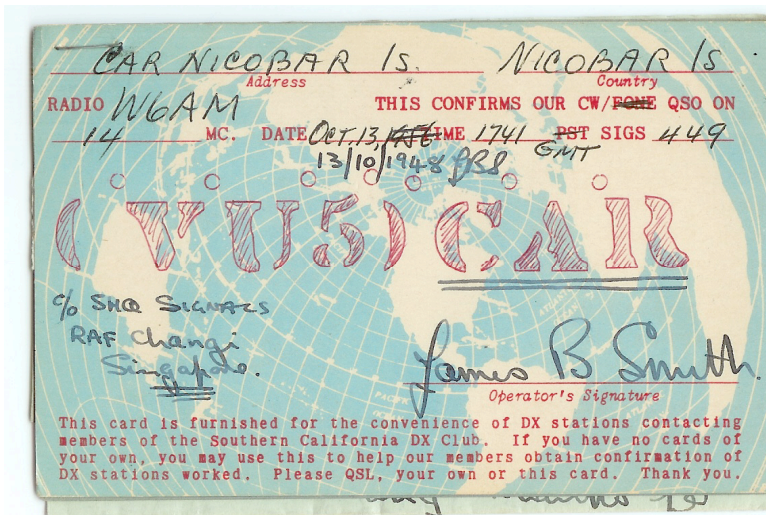 CAR NICOBAR Is. NICOBAR Is
Address Country
RADIO W6AM THIS CONFIRMS OUR CW/FONE QSO ON
14 MC. DATE OCT, 13, TIME 1741 PST SIGS 449
13/10/1948 JBS GMT
(VU5) CAR
c/o SHQ SIGNALS
RAF Changi
Singapore.
James B Smith.
Operator's Signature
This card is furnished for the convenience of DX stations contacting
members of the Southern California DX Club. If you have no cards of
your own, you may use this to help our members obtain confirmation of
DX stations worked. Please QSL, your own or this card. Thank you.